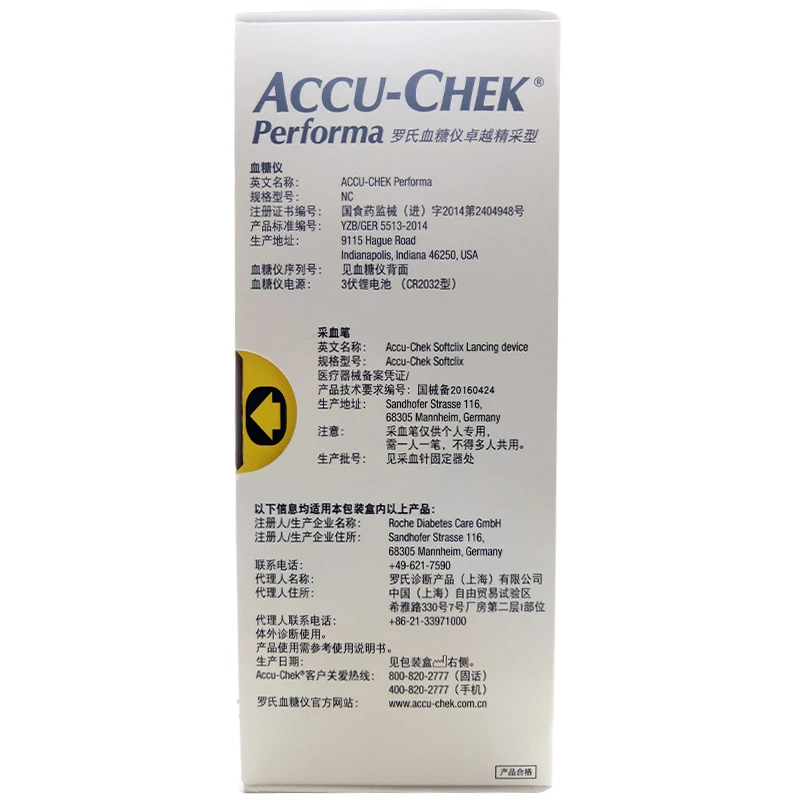 ACCU-CHEK®
Performa 罗氏血糖仪卓越精采型
血糖仪
英文名称： ACCU-CHEK Performa
规格型号： NC
注册证书编号： 国食药监械（进）字2014第2404948号
产品标准编号： YZB/GER 5513-2014
生产地址： 9115 Hague Road
Indianapolis, Indiana 46250, USA
血糖仪序列号： 见血糖仪背面
血糖仪电源： 3伏锂电池 （CR2032型）
采血笔
英文名称： Accu-Chek Softclix Lancing device
规格型号： Accu-Chek Softclix
医疗器械备案凭证/
产品技术要求编号：国械备20160424
生产地址： Sandhofer Strasse 116,
68305 Mannheim, Germany
注意： 采血笔仅供个人专用，
需一人一笔，不得多人共用。
生产批号： 见采血针固定器处
以下信息均适用本包装盒内以上产品：
注册人/生产企业名称： Roche Diabetes Care GmbH
注册人/生产企业住所： Sandhofer Strasse 116,
68305 Mannheim, Germany
联系电话： +49-621-7590
代理人名称： 罗氏诊断产品（上海）有限公司
代理人住所： 中国（上海）自由贸易试验区
希雅路330号7号厂房第二层I部位
代理人联系电话： +86-21-33971000
体外诊断使用。
产品使用需参考使用说明书。
生产日期： 见包装盒右侧。
Accu-Chek®客户关爱热线： 800-820-2777（固话）
400-820-2777（手机）
罗氏血糖仪官方网站： www.accu-chek.com.cn
产品合格